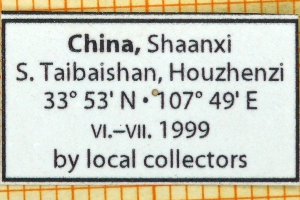 China, Shaanxi
S. Taibaishan, Houzhenzi
33° 53' N • 107° 49' E
VI.–VII. 1999
by local collectors